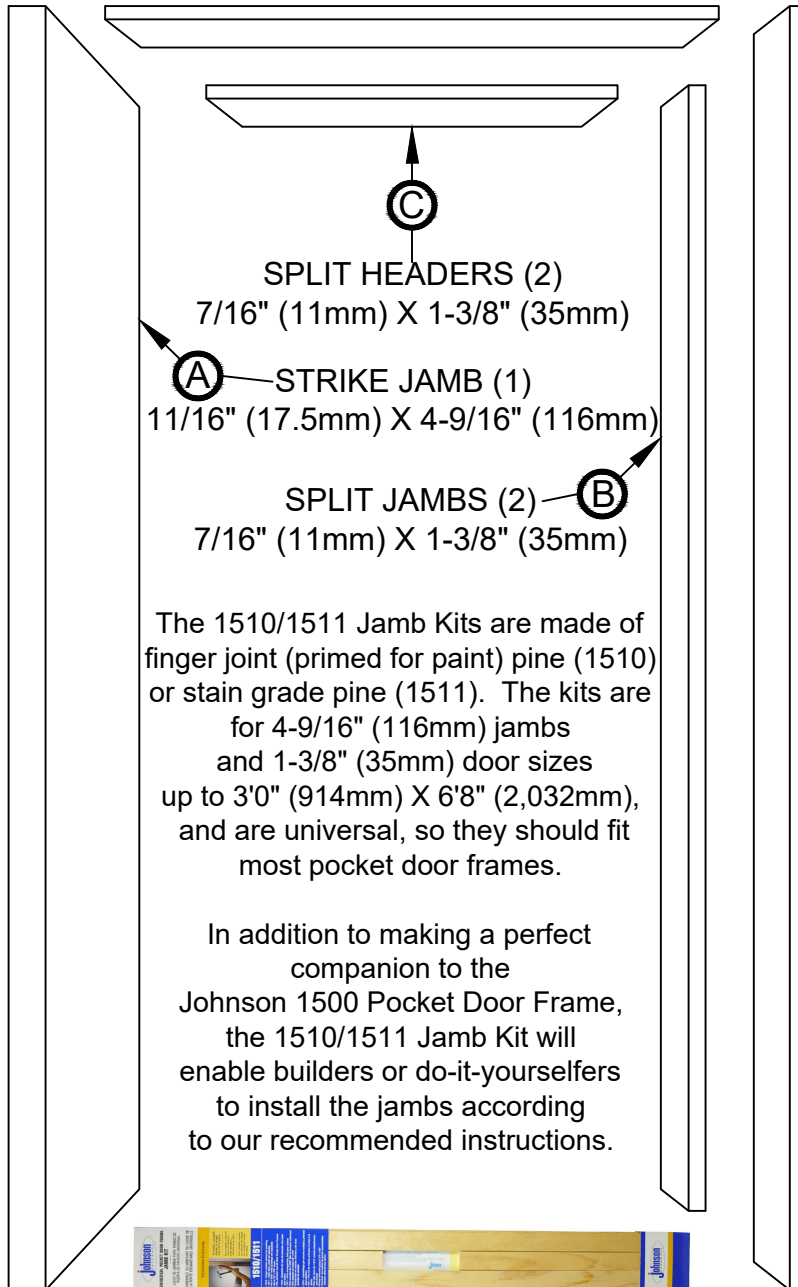 C
SPLIT HEADERS (2)
7/16" (11mm) X 1-3/8" (35mm)
A
STRIKE JAMB (1)
11/16" (17.5mm) X 4-9/16" (116mm)
SPLIT JAMBS (2)
B
7/16" (11mm) X 1-3/8" (35mm)
The 1510/1511 Jamb Kits are made of
finger joint (primed for paint) pine (1510)
or stain grade pine (1511).  The kits are
for 4-9/16" (116mm) jambs
and 1-3/8" (35mm) door sizes
up to 3'0" (914mm) X 6'8" (2,032mm),
and are universal, so they should fit
most pocket door frames.
In addition to making a perfect
companion to the
Johnson 1500 Pocket Door Frame,
the 1510/1511 Jamb Kit will
enable builders or do-it-yourselfers
to install the jambs according
to our recommended instructions.
Johnson
JAMB KIT
1510/1511
Johnson